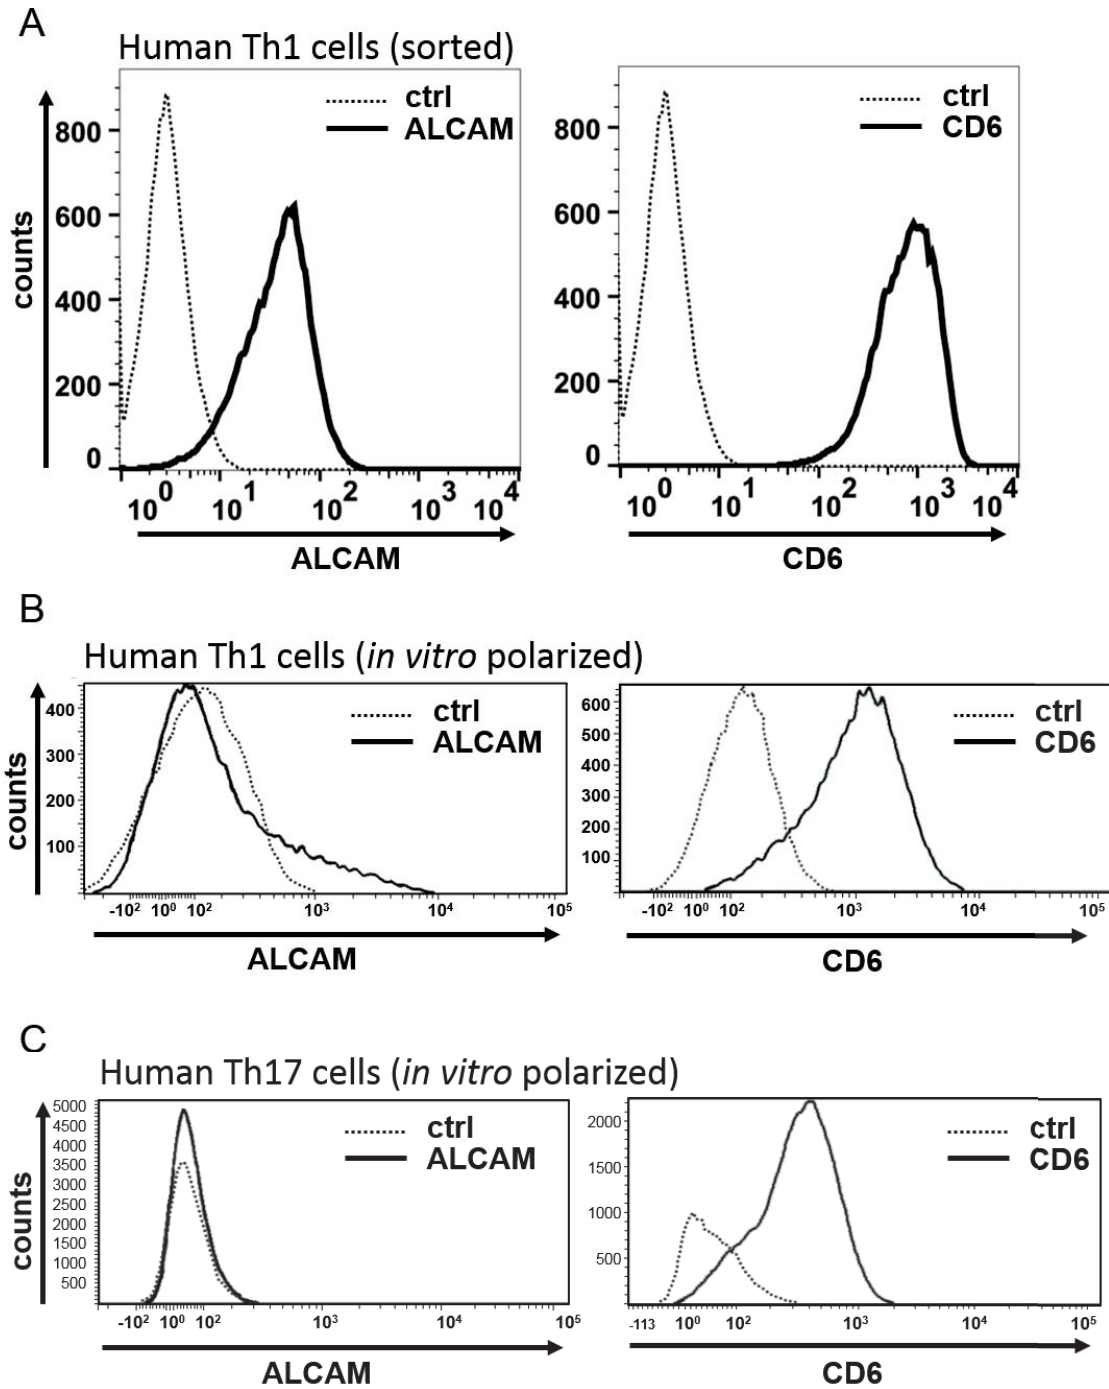 A
Human Th1 cells (sorted)
counts
800
600
400
200
0
ctrl
ALCAM
10^0 10^1 10^2 10^3 10^4
10
ALCAM
800
600
400
200
0
ctrl
CD6
10^0 10^1 10^2 10^3 10^4
CD6
B
Human Th1 cells (in vitro polarized)
counts
400
300
200
100
ctrl
ALCAM
-10^2 10^0 10^2 10^3 10^4 10^5
ALCAM
600
500
400
300
200
100
ctrl
CD6
-10^2 10^0 10^2 10^3 10^4 10^5
CD6
C
Human Th17 cells (in vitro polarized)
counts
5000
4500
4000
3500
3000
2500
2000
1500
1000
500
ctrl
ALCAM
-10^2 10^0 10^2 10^3 10^4 10^5
ALCAM
2000
1500
1000
500
ctrl
CD6
-113 10^0 10^2 10^3 10^4 10^5
CD6